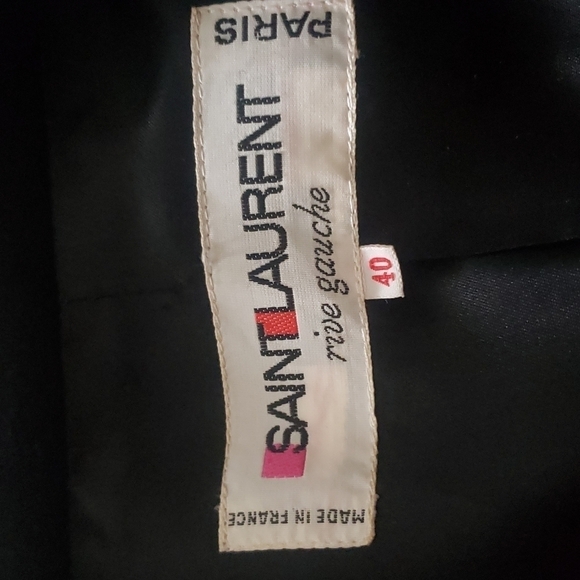 SAINT LAURENT
rive gauche
PARIS
MADE IN FRANCE
40